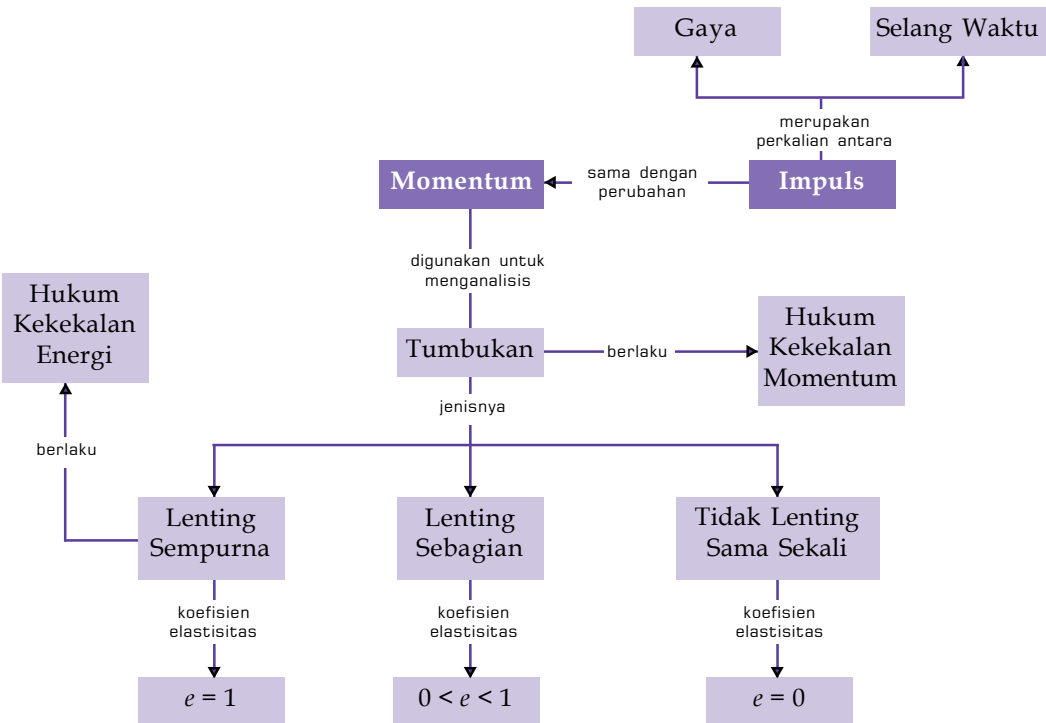 Gaya
Selang Waktu
merupakan
perkalian antara
Momentum
sama dengan
perubahan
Impuls
digunakan untuk
menganalisis
Hukum
Kekekalan
Energi
Tumbukan
berlaku
Hukum
Kekekalan
Momentum
jenisnya
berlaku
Lenting
Sempurna
Lenting
Sebagian
Tidak Lenting
Sama Sekali
koefisien
elastisitas
koefisien
elastisitas
koefisien
elastisitas
e = 1
0 < e < 1
e = 0